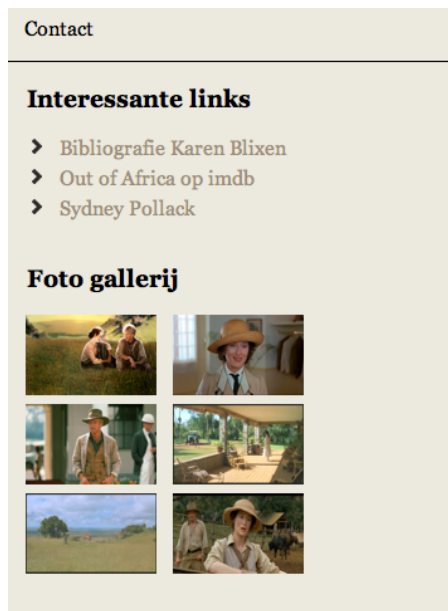 Contact
Interessante links
Bibliografie Karen Blixen
Out of Africa op imdb
Sydney Pollack
Foto gallerij